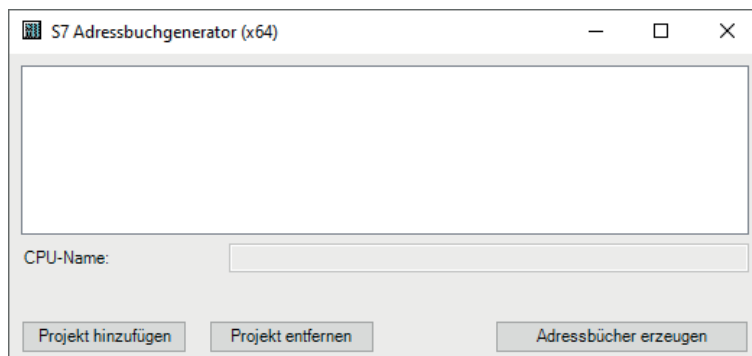 S7 Adressbuchgenerator (x64)
CPU-Name:
Projekt hinzufügen Projekt entfernen Adressbücher erzeugen